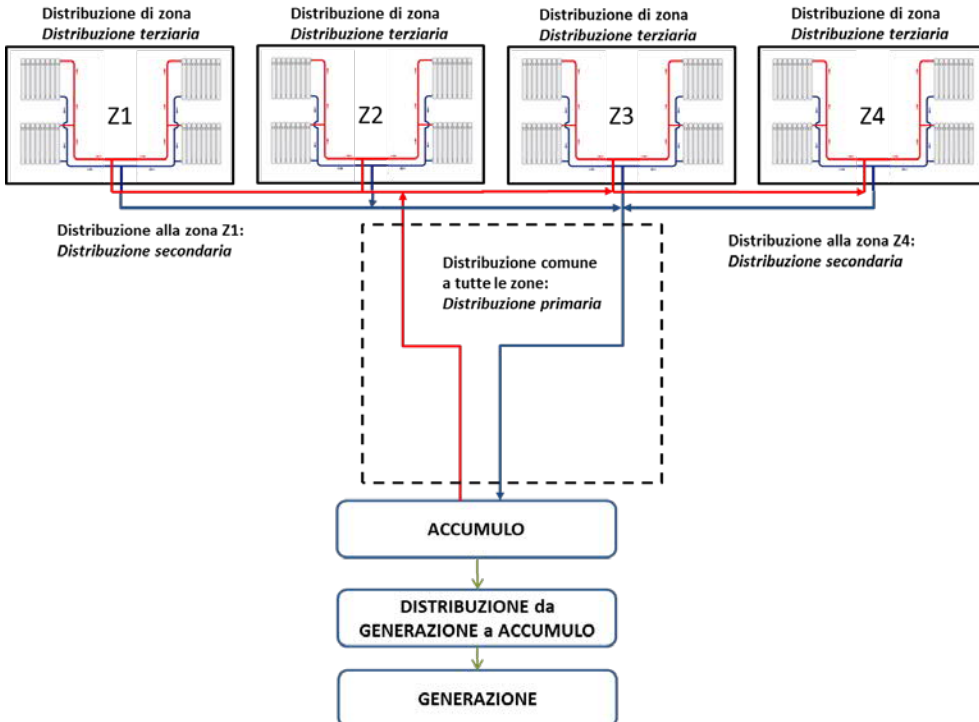 Distribuzione di zona
Distribuzione terziaria
Distribuzione di zona
Distribuzione terziaria
Distribuzione di zona
Distribuzione terziaria
Distribuzione di zona
Distribuzione terziaria
Z1
Z2
Z3
Z4
Distribuzione alla zona Z1:
Distribuzione secondaria
Distribuzione comune
a tutte le zone:
Distribuzione primaria
Distribuzione alla zona Z4:
Distribuzione secondaria
ACCUMULO
DISTRIBUZIONE da
GENERAZIONE a ACCUMULO
GENERAZIONE